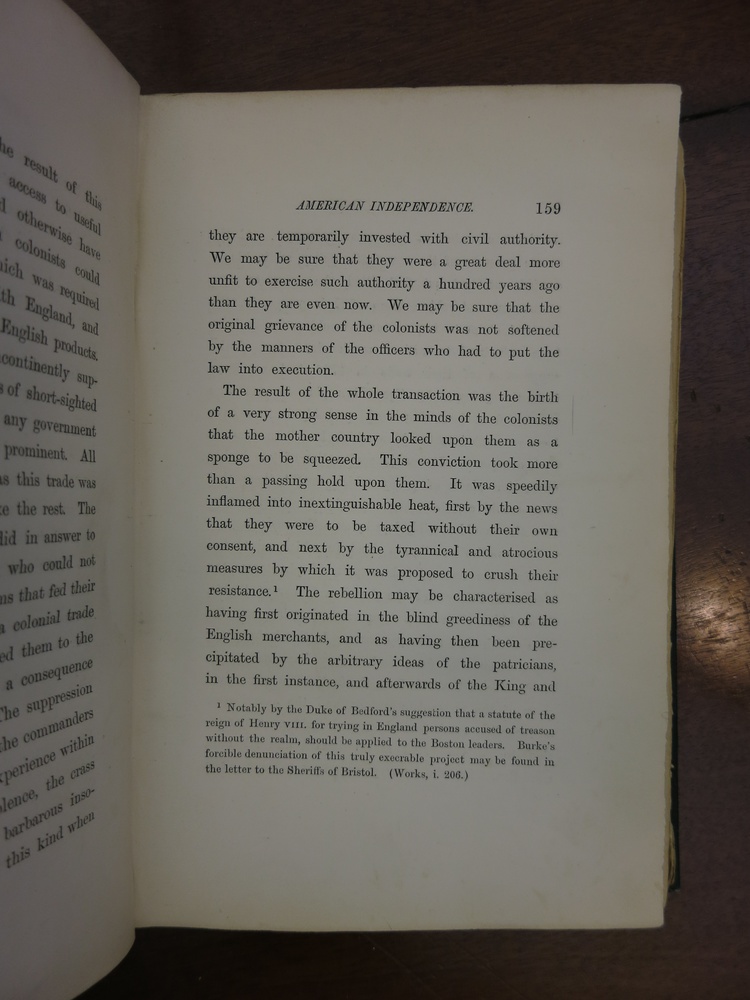 he result of this
access to useful
d otherwise have
colonists could
ich was required
th England, and
English products.
continently sup-
s of short-sighted
any government
prominent. All
as this trade was
e the rest. The
did in answer to
who could not
ns that fed their
a colonial trade
ed them to the
a consequence
The suppression
the commanders
xperience within
olence, the crass
barbarous inso-
this kind when
AMERICAN INDEPENDENCE. 159
they are temporarily invested with civil authority.
We may be sure that they were a great deal more
unfit to exercise such authority a hundred years ago
than they are even now. We may be sure that the
original grievance of the colonists was not softened
by the manners of the officers who had to put the
law into execution.
The result of the whole transaction was the birth
of a very strong sense in the minds of the colonists
that the mother country looked upon them as a
sponge to be squeezed. This conviction took more
than a passing hold upon them. It was speedily
inflamed into inextinguishable heat, first by the news
that they were to be taxed without their own
consent, and next by the tyrannical and atrocious
measures by which it was proposed to crush their
resistance.¹ The rebellion may be characterised as
having first originated in the blind greediness of the
English merchants, and as having then been pre-
cipitated by the arbitrary ideas of the patricians,
in the first instance, and afterwards of the King and
¹ Notably by the Duke of Bedford's suggestion that a statute of the
reign of Henry VIII. for trying in England persons accused of treason
without the realm, should be applied to the Boston leaders. Burke's
forcible denunciation of this truly execrable project may be found in
the letter to the Sheriffs of Bristol. (Works, i. 206.)